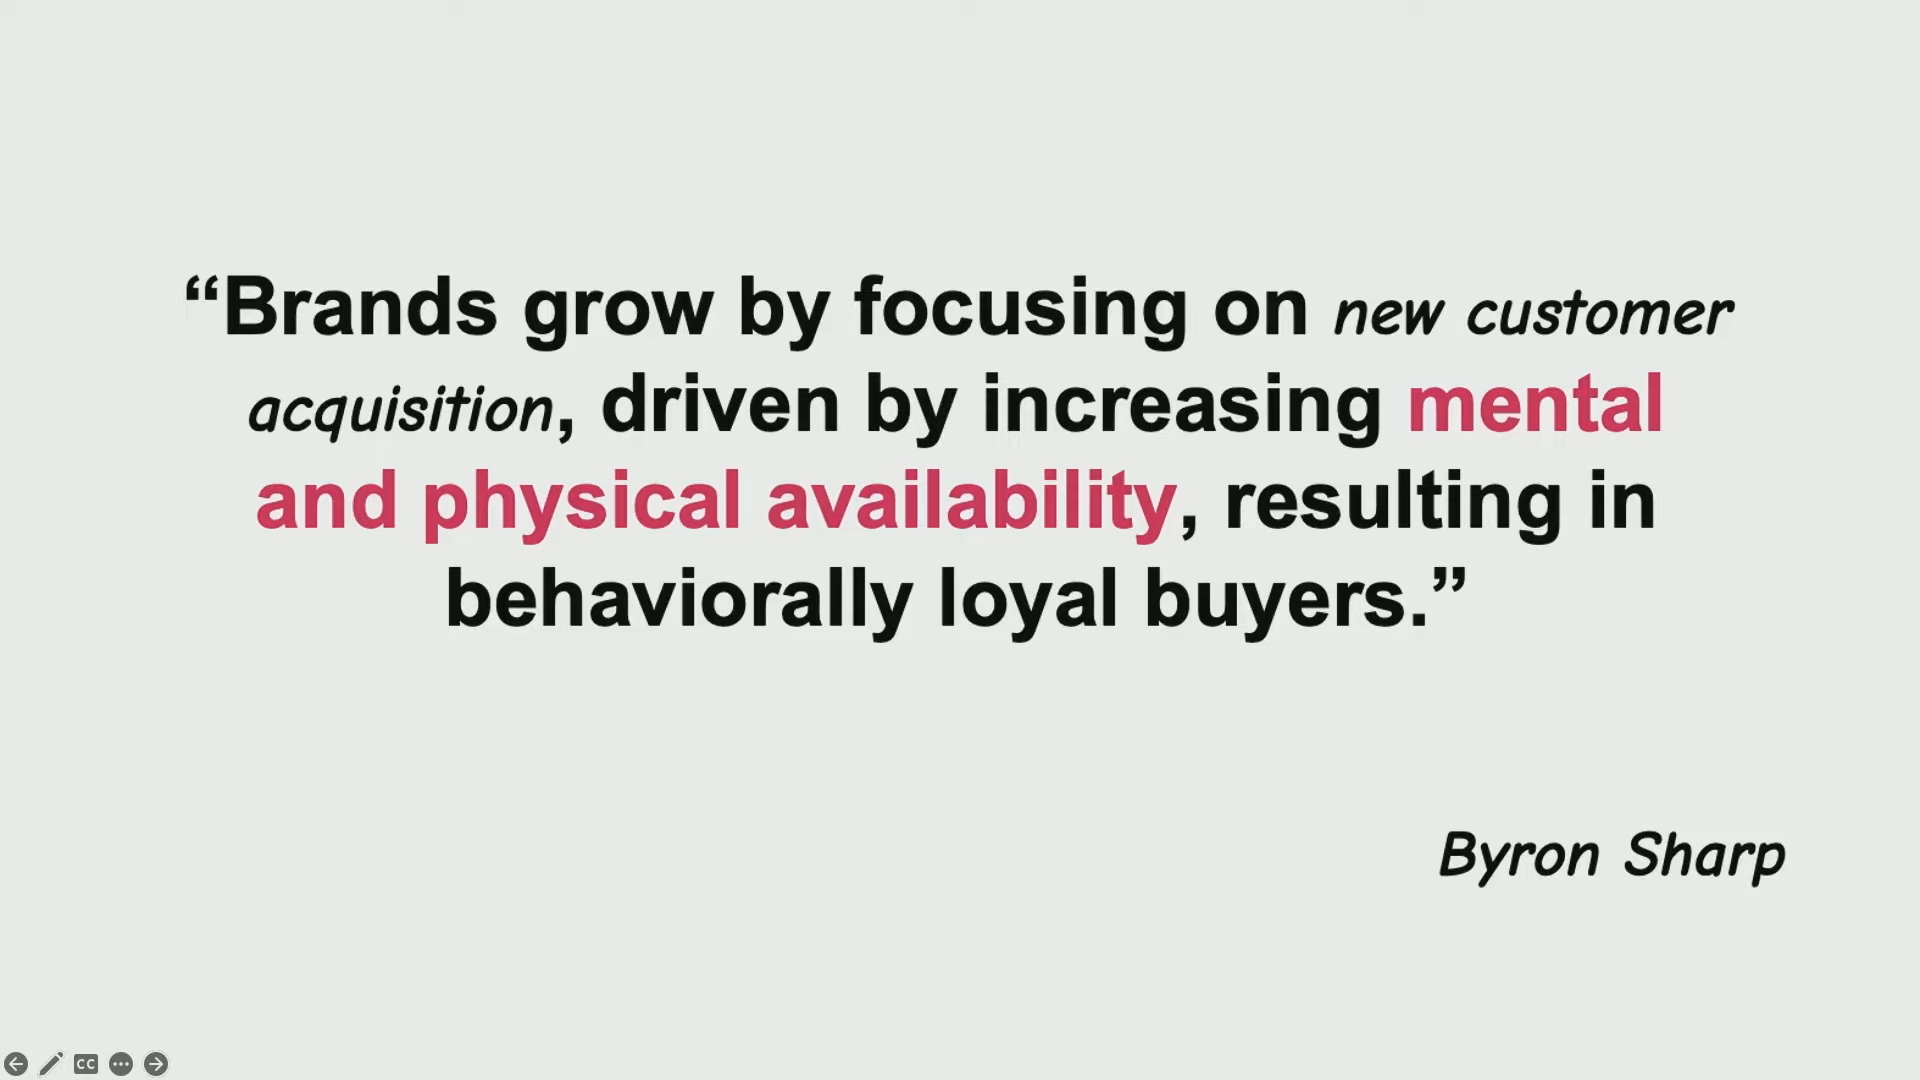 “Brands grow by focusing on new customer
acquisition, driven by increasing mental
and physical availability, resulting in
behaviorally loyal buyers.”
Byron Sharp
CC